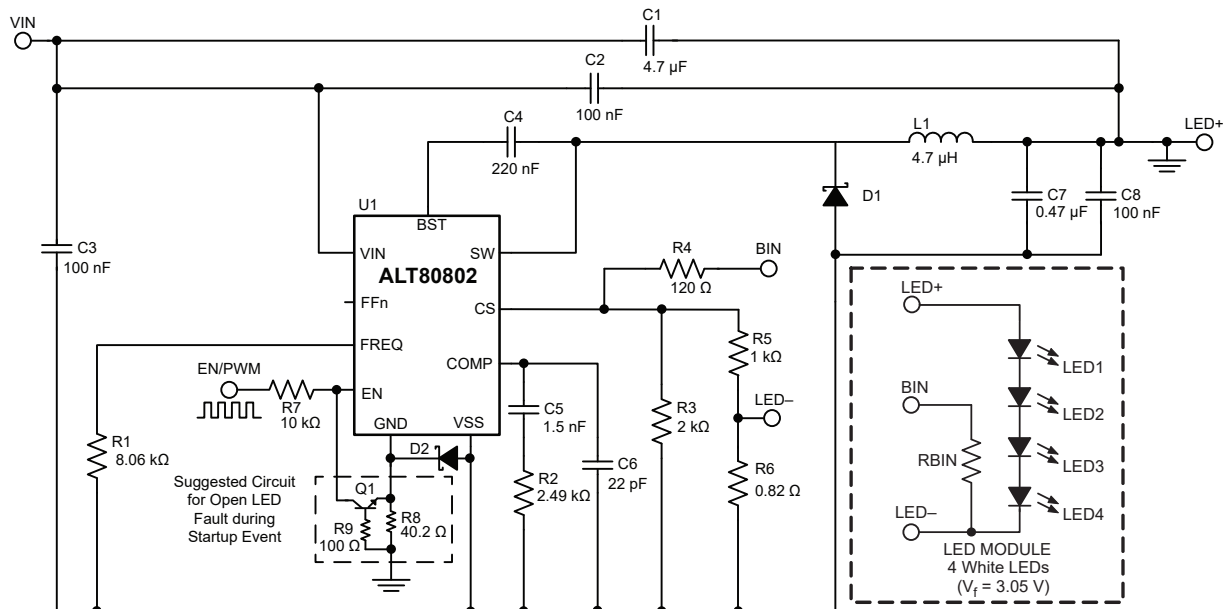 VIN
C1
4.7 µF
C2
100 nF
C4
220 nF
L1
4.7 µH
LED+
U1
BST
D1
C7
0.47 µF
C8
100 nF
C3
100 nF
VIN
SW
ALT80802
R4
120 Ω
BIN
FFn
CS
FREQ
R5
1 kΩ
COMP
EN/PWM
R7
10 kΩ
EN
GND
VSS
C5
1.5 nF
R3
2 kΩ
LED–
R1
8.06 kΩ
D2
C6
22 pF
R2
2.49 kΩ
R6
0.82 Ω
Suggested Circuit
for Open LED
Fault during
Startup Event
Q1
R9
100 Ω
R8
40.2 Ω
LED+
LED1
BIN
LED2
RBIN
LED3
LED–
LED4
LED MODULE
4 White LEDs
(Vf = 3.05 V)